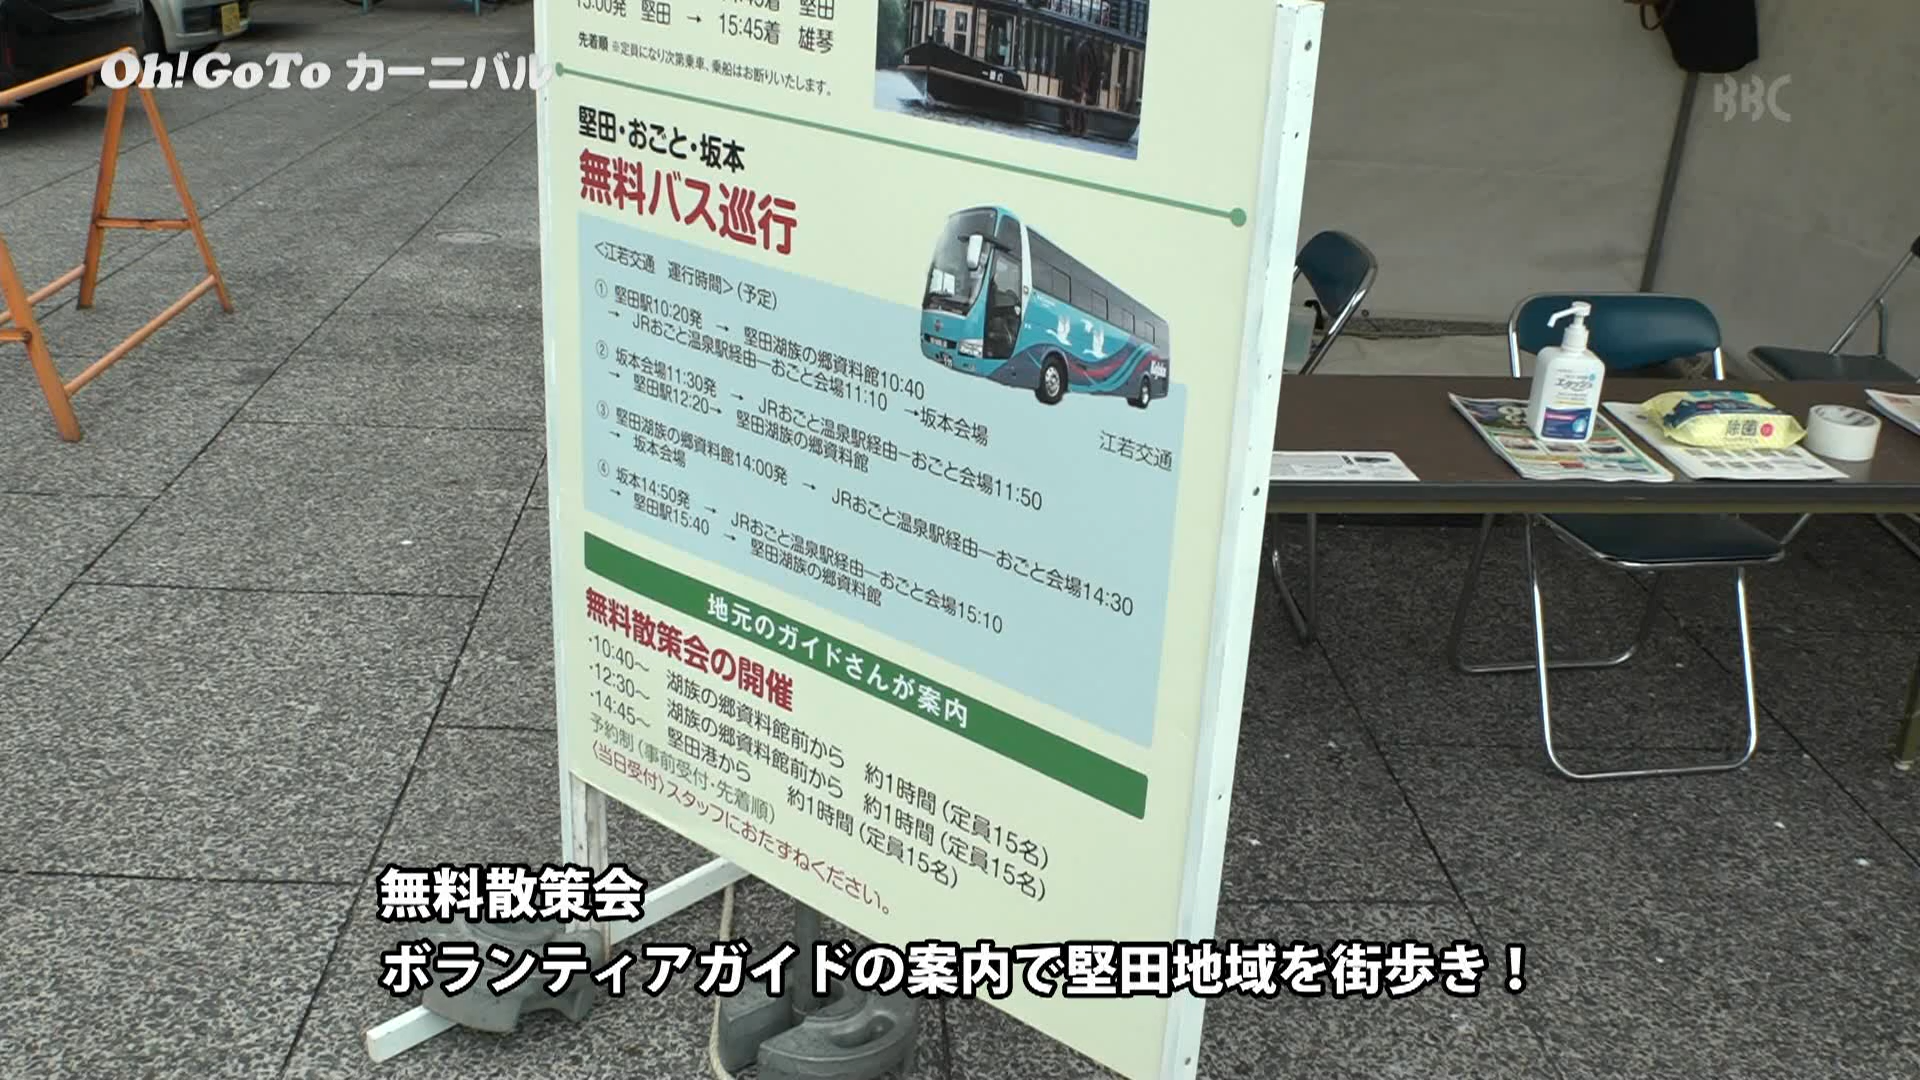 Oh!GoTo カーニバル
BBC
15:00発 堅田 → 15:45着 雄琴
先着順 ※定員になり次第乗車、乗船はお断りいたします。
堅田・おごと・坂本
無料バス巡行
<江若交通 運行時間>(予定)
① 堅田駅10:20発 → 堅田湖族の郷資料館10:40
→ JRおごと温泉駅経由―おごと会場11:10 →坂本会場
② 坂本会場11:30発 → JRおごと温泉駅経由―おごと会場11:50
→ 堅田駅12:20→ 堅田湖族の郷資料館
③ 堅田湖族の郷資料館14:00発 → JRおごと温泉駅経由―おごと会場14:30
→ 坂本会場
④ 坂本14:50発 → JRおごと温泉駅経由―おごと会場15:10
→ 堅田駅15:40 → 堅田湖族の郷資料館
江若交通
地元のガイドさんが案内
無料散策会の開催
・10:40〜 湖族の郷資料館前から 約1時間(定員15名)
・12:30〜 湖族の郷資料館前から 約1時間(定員15名)
・14:45〜 堅田港から 約1時間(定員15名)
予約制(事前受付・先着順)
〈当日受付〉スタッフにおたずねください。
除菌
無料散策会
ボランティアガイドの案内で堅田地域を街歩き！